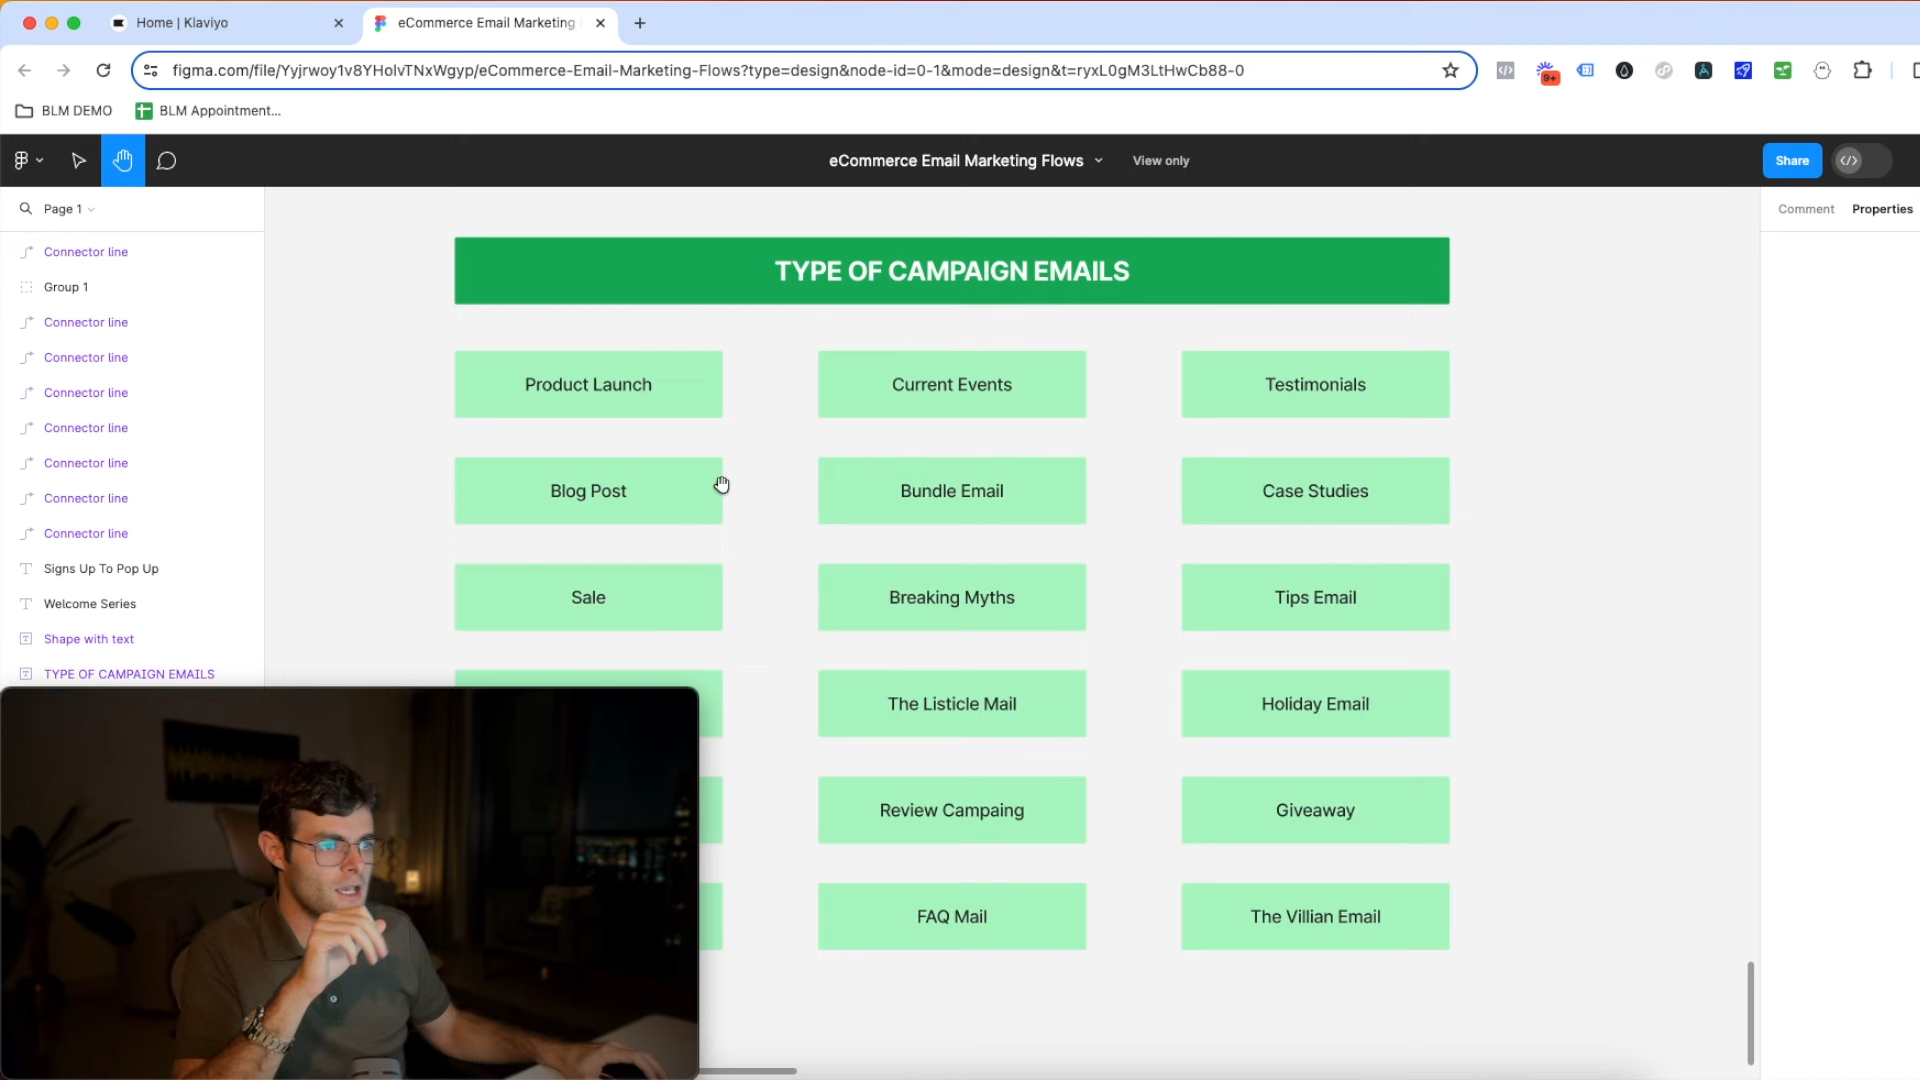 Home | Klaviyo
eCommerce Email Marketing
figma.com/file/Yyjrwoy1v8YHolvTNxWgyp/eCommerce-Email-Marketing-Flows?type=design&node-id=0-1&mode=design&t=ryxL0gM3LtHwCb88-0
9+
BLM DEMO
BLM Appointment...
eCommerce Email Marketing Flows
View only
Share
Page 1
Comment
Properties
Connector line
Group 1
Connector line
Connector line
Connector line
Connector line
Connector line
Connector line
Connector line
Signs Up To Pop Up
Welcome Series
Shape with text
TYPE OF CAMPAIGN EMAILS
TYPE OF CAMPAIGN EMAILS
Product Launch
Current Events
Testimonials
Blog Post
Bundle Email
Case Studies
Sale
Breaking Myths
Tips Email
The Listicle Mail
Holiday Email
Review Campaing
Giveaway
FAQ Mail
The Villian Email